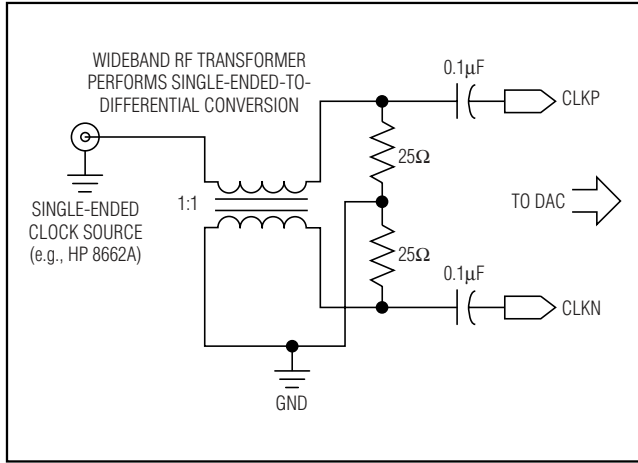 WIDEBAND RF TRANSFORMER
PERFORMS SINGLE-ENDED-TO-
DIFFERENTIAL CONVERSION
0.1µF
CLKP
25Ω
SINGLE-ENDED
CLOCK SOURCE
(e.g., HP 8662A)
1:1
TO DAC
25Ω
0.1µF
CLKN
GND